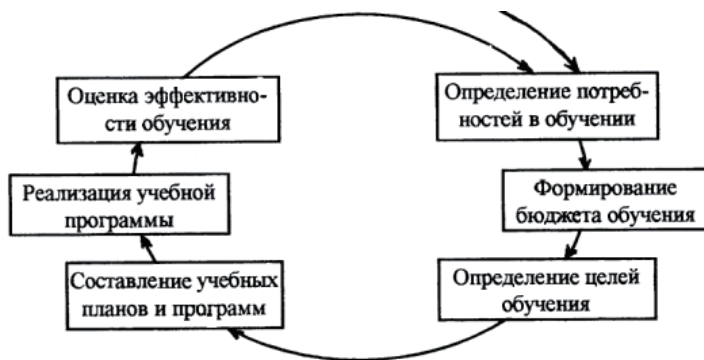 Оценка эффективно-
сти обучения
Определение потреб-
ностей в обучении
Формирование
бюджета обучения
Определение целей
обучения
Составление учебных
планов и программ
Реализация учебной
программы